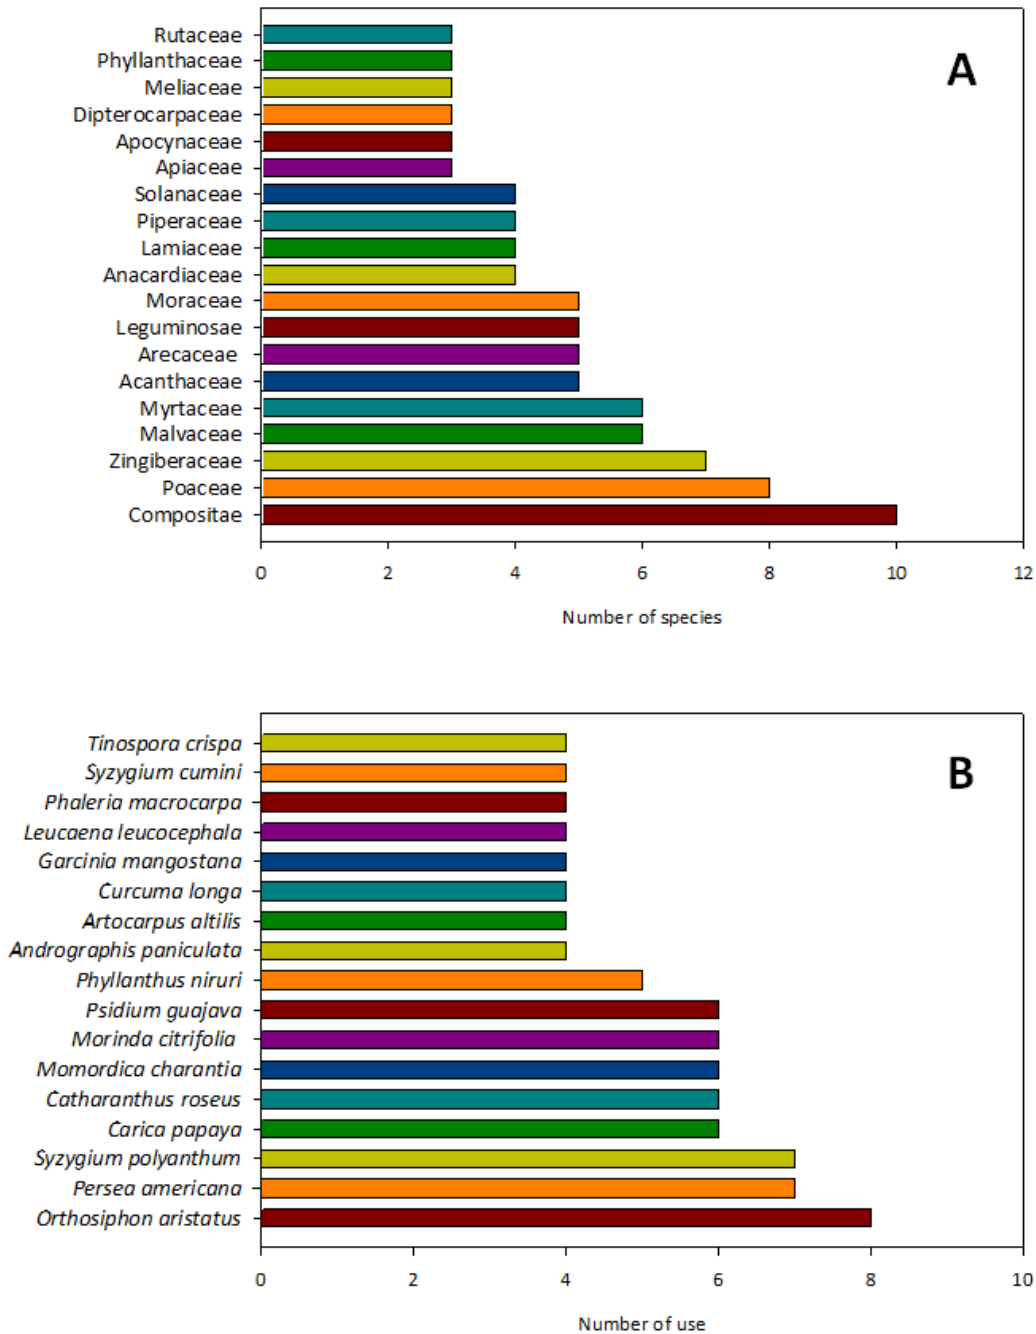 A
Rutaceae
Phyllanthaceae
Meliaceae
Dipterocarpaceae
Apocynaceae
Apiaceae
Solanaceae
Piperaceae
Lamiaceae
Anacardiaceae
Moraceae
Leguminosae
Arecaceae
Acanthaceae
Myrtaceae
Malvaceae
Zingiberaceae
Poaceae
Compositae
0 2 4 6 8 10 12
Number of species
B
Tinospora crispa
Syzygium cumini
Phaleria macrocarpa
Leucaena leucocephala
Garcinia mangostana
Curcuma longa
Artocarpus altilis
Andrographis paniculata
Phyllanthus niruri
Psidium guajava
Morinda citrifolia
Momordica charantia
Catharanthus roseus
Carica papaya
Syzygium polyanthum
Persea americana
Orthosiphon aristatus
0 2 4 6 8 10
Number of use